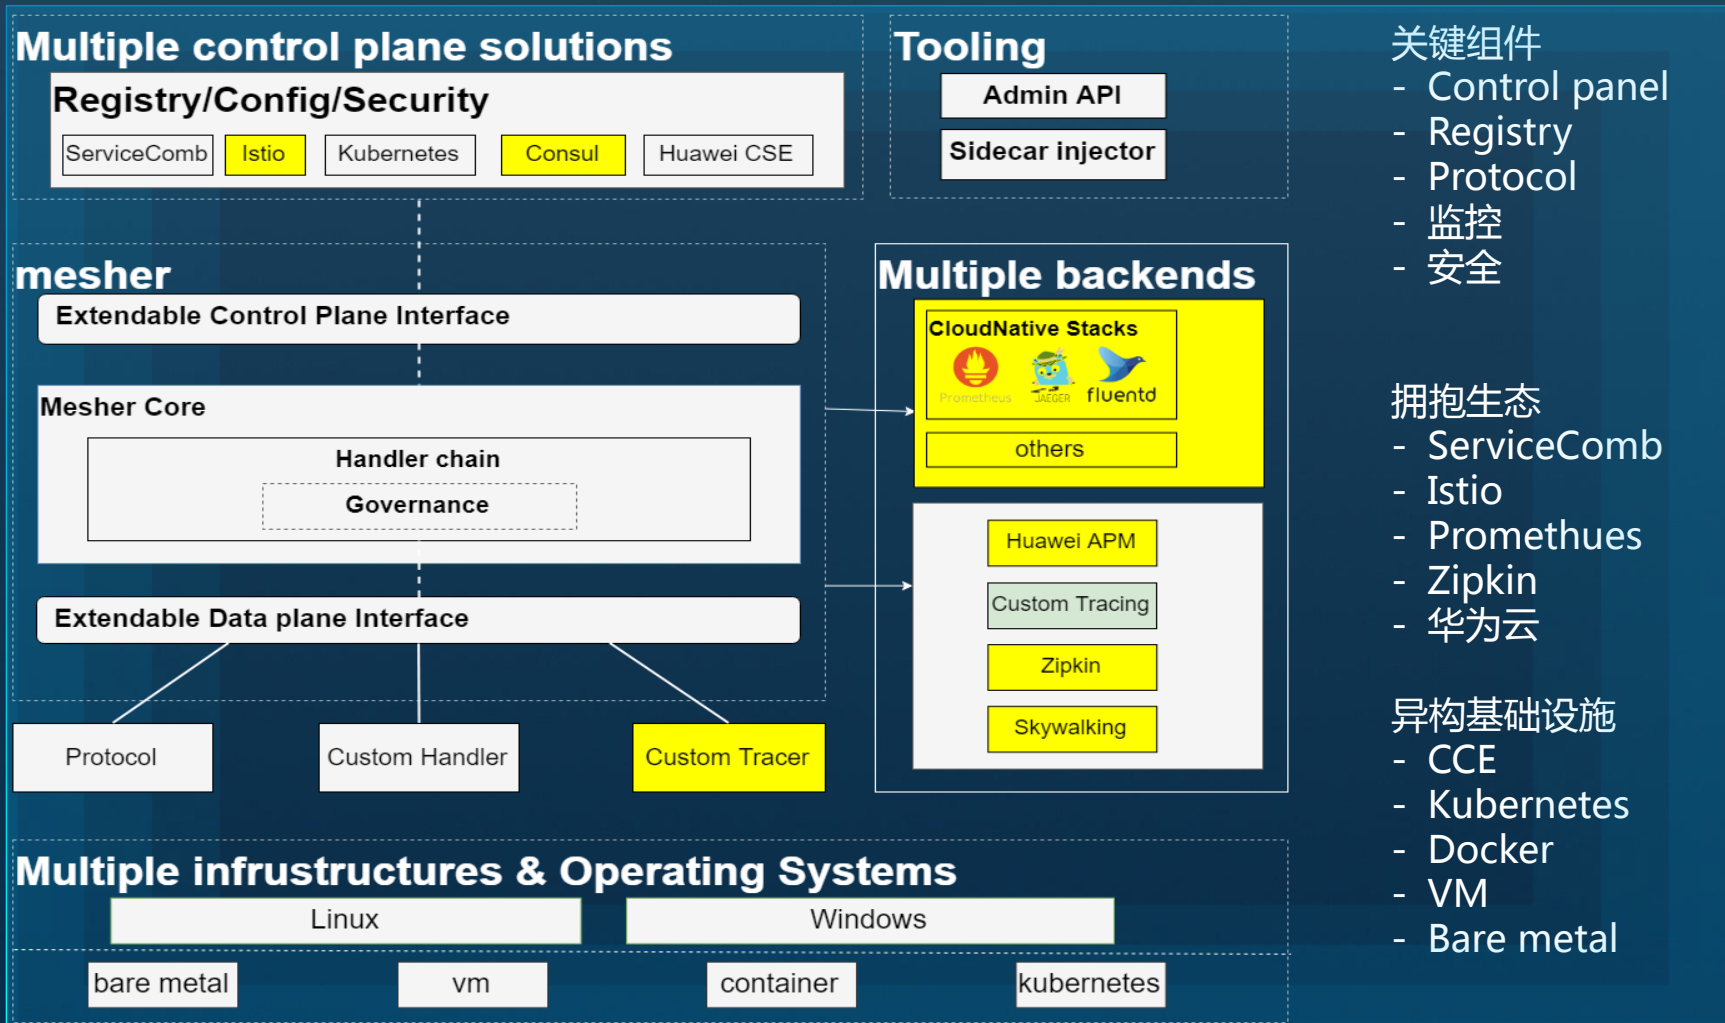 Multiple control plane solutions
Registry/Config/Security
ServiceComb
Istio
Kubernetes
Consul
Huawei CSE
Tooling
Admin API
Sidecar injector
mesher
Extendable Control Plane Interface
Mesher Core
Handler chain
Governance
Extendable Data plane Interface
Protocol
Custom Handler
Custom Tracer
Multiple backends
CloudNative Stacks
Prometheus
JAEGER
fluentd
others
Huawei APM
Custom Tracing
Zipkin
Skywalking
Multiple infrustructures & Operating Systems
Linux
Windows
bare metal
vm
container
kubernetes
关键组件
- Control panel
- Registry
- Protocol
- 监控
- 安全
拥抱生态
- ServiceComb
- Istio
- Promethues
- Zipkin
- 华为云
异构基础设施
- CCE
- Kubernetes
- Docker
- VM
- Bare metal